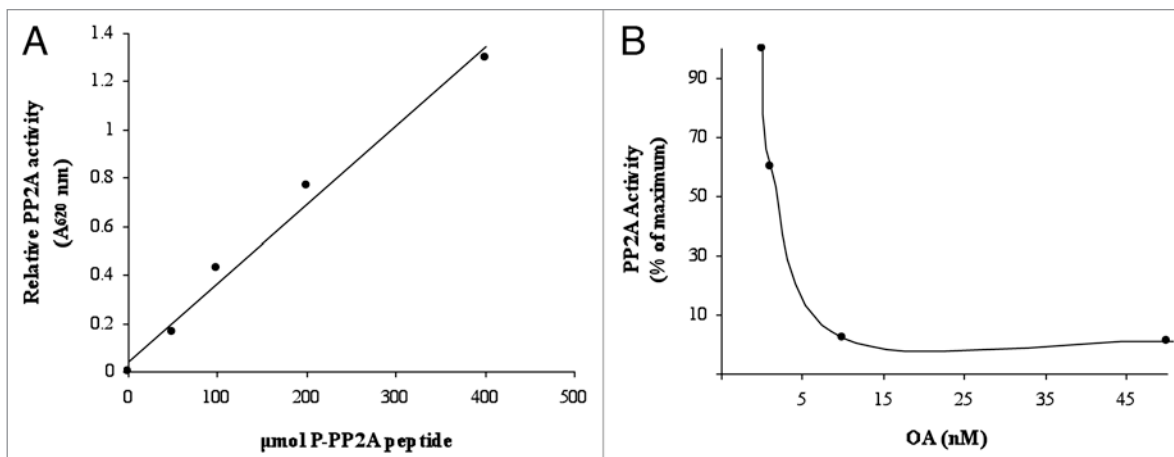 A
Relative PP2A activity
(A620 nm)
1.4
1.2
1
0.8
0.6
0.4
0.2
0
0 100 200 300 400 500
µmol P-PP2A peptide
B
PP2A Activity
(% of maximum)
90
70
50
30
10
5 15 25 35 45
OA (nM)